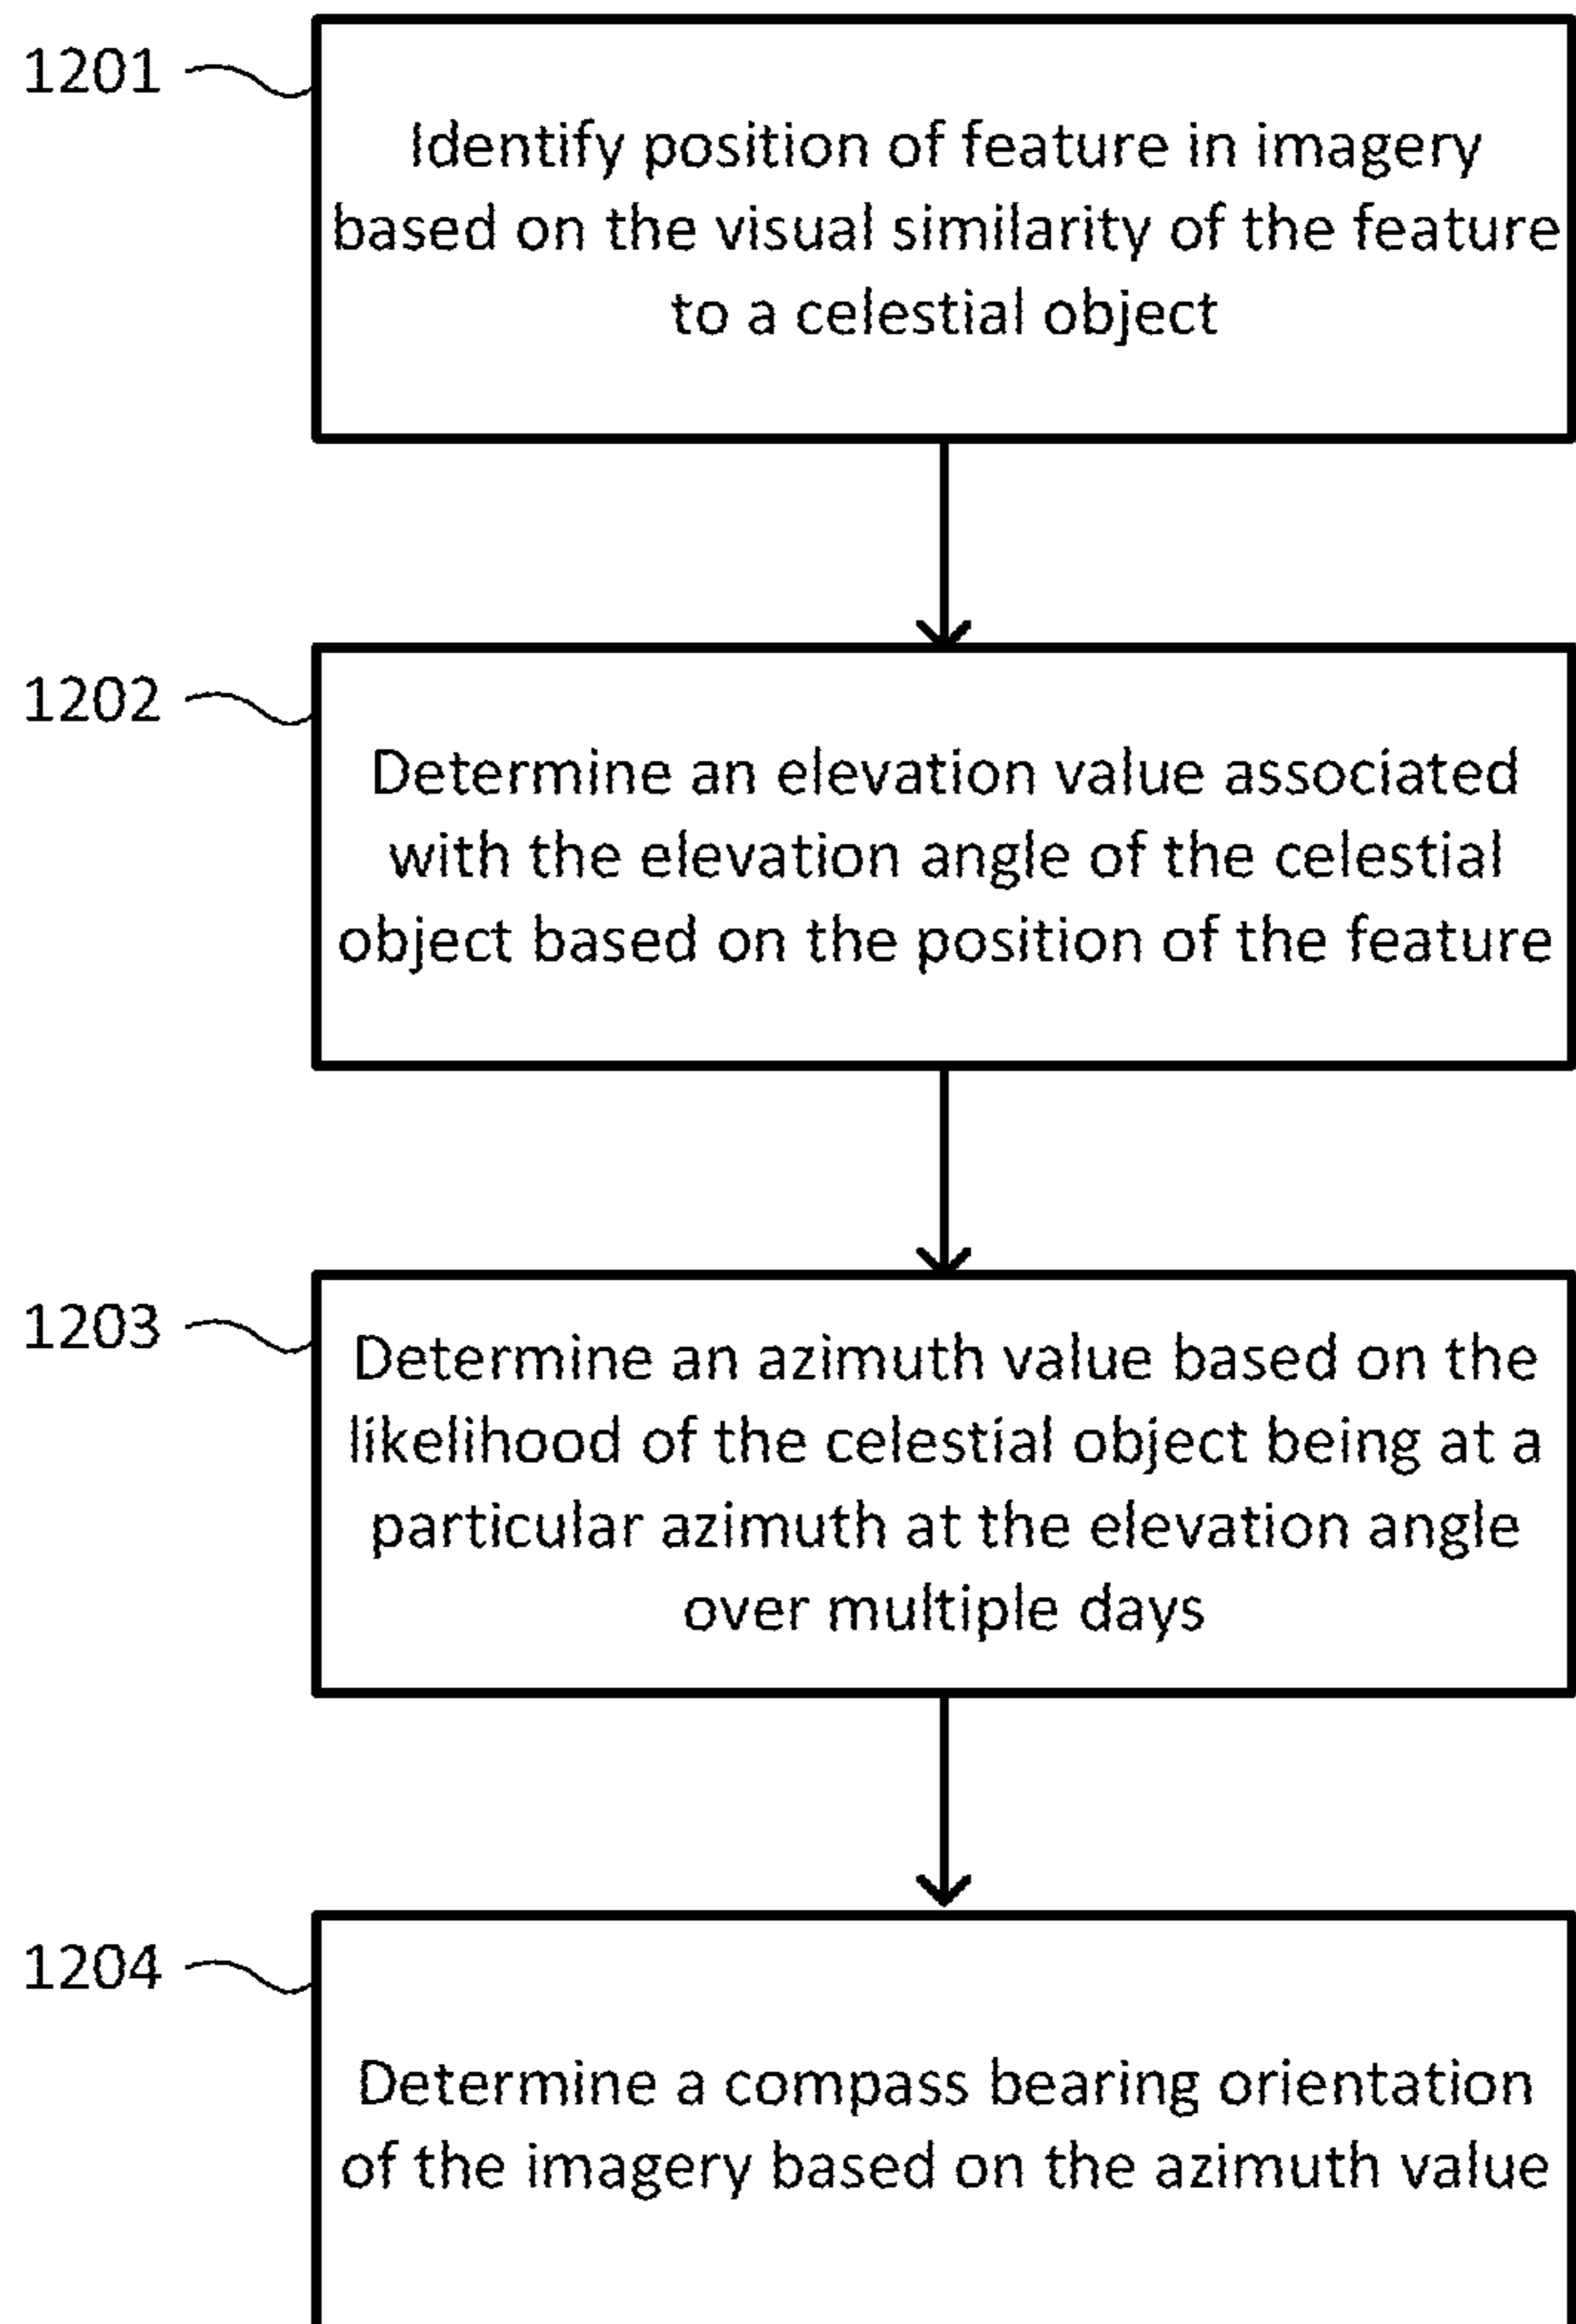 1201
Identify position of feature in imagery
based on the visual similarity of the feature
to a celestial object
1202
Determine an elevation value associated
with the elevation angle of the celestial
object based on the position of the feature
1203
Determine an azimuth value based on the
likelihood of the celestial object being at a
particular azimuth at the elevation angle
over multiple days
1204
Determine a compass bearing orientation
of the imagery based on the azimuth value